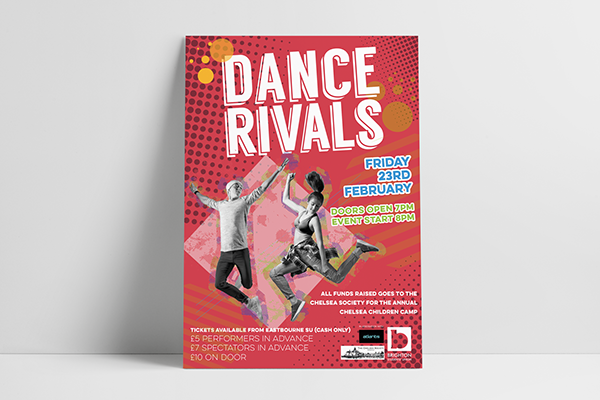 DANCE
RIVALS
FRIDAY
23RD
FEBRUARY
DOORS OPEN 7PM
EVENT START 8PM
ALL FUNDS RAISED GOES TO THE
CHELSEA SOCIETY FOR THE ANNUAL
CHELSEA CHILDREN CAMP
TICKETS AVAILABLE FROM EASTBOURNE SU (CASH ONLY)
£5 PERFORMERS IN ADVANCE
£7 SPECTATORS IN ADVANCE
£10 ON DOOR
BRIGHTON